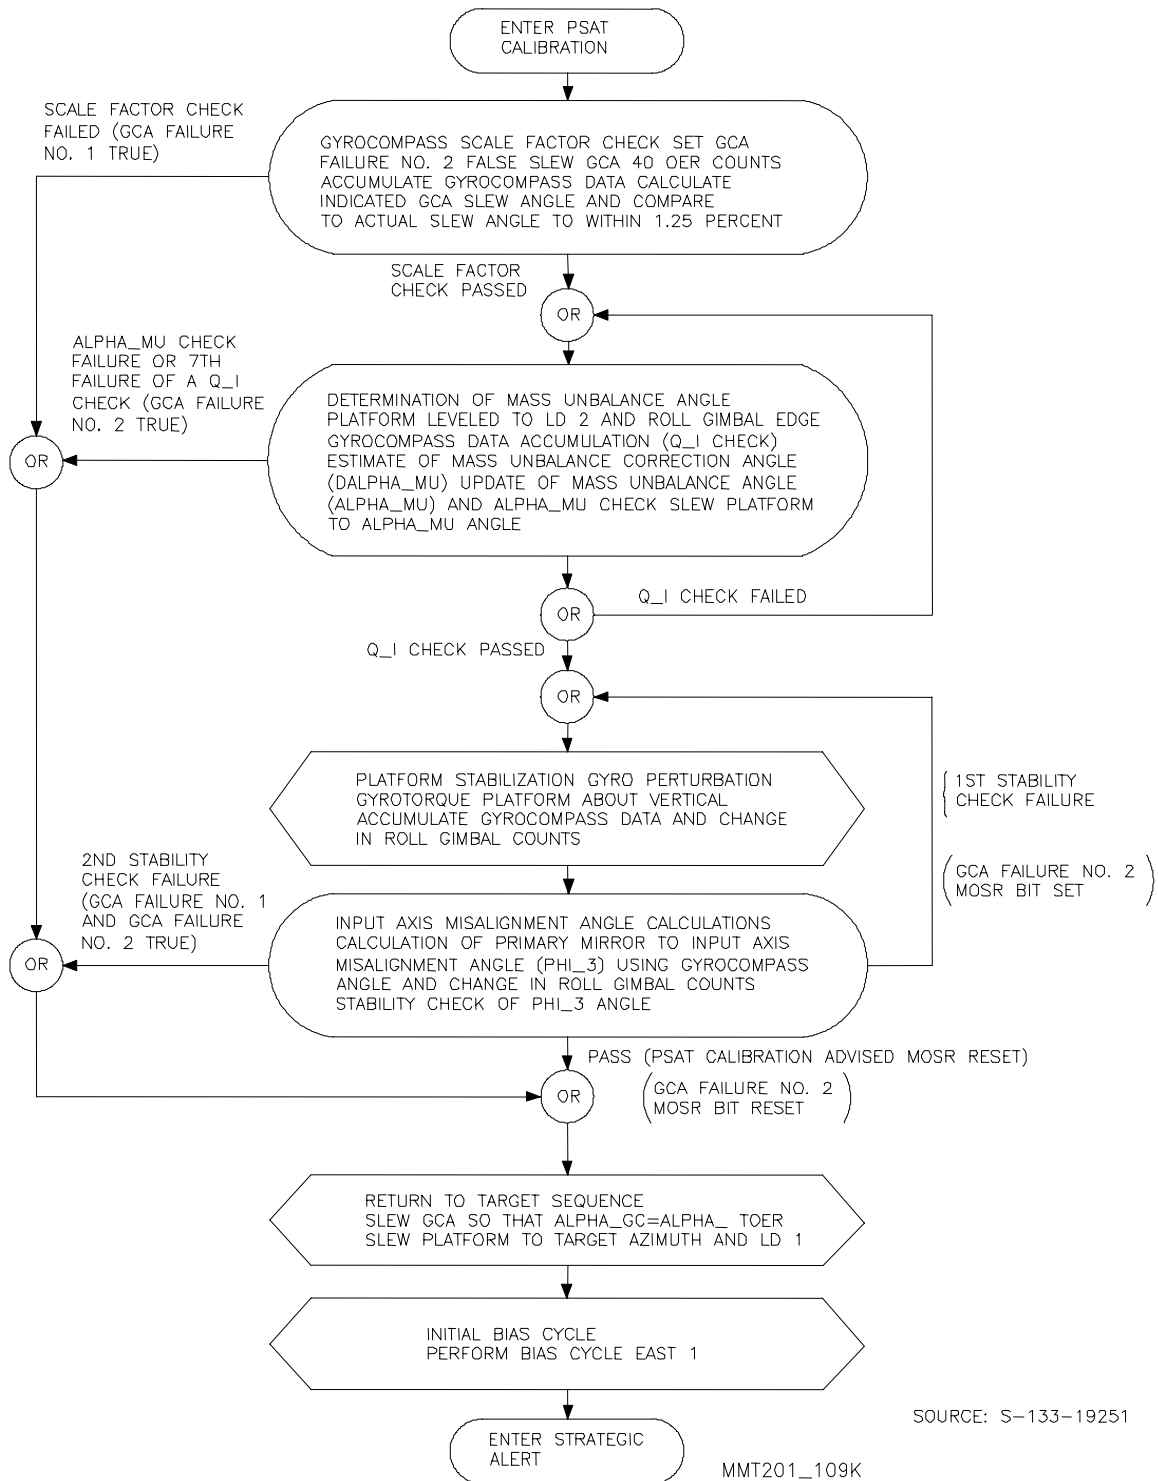 ENTER PSAT
CALIBRATION
SCALE FACTOR CHECK
FAILED (GCA FAILURE
NO. 1 TRUE)
GYROCOMPASS SCALE FACTOR CHECK SET GCA
FAILURE NO. 2 FALSE SLEW GCA 40 OER COUNTS
ACCUMULATE GYROCOMPASS DATA CALCULATE
INDICATED GCA SLEW ANGLE AND COMPARE
TO ACTUAL SLEW ANGLE TO WITHIN 1.25 PERCENT
SCALE FACTOR
CHECK PASSED
OR
ALPHA_MU CHECK
FAILURE OR 7TH
FAILURE OF A Q_I
CHECK (GCA FAILURE
NO. 2 TRUE)
OR
DETERMINATION OF MASS UNBALANCE ANGLE
PLATFORM LEVELED TO LD 2 AND ROLL GIMBAL EDGE
GYROCOMPASS DATA ACCUMULATION (Q_I CHECK)
ESTIMATE OF MASS UNBALANCE CORRECTION ANGLE
(DALPHA_MU) UPDATE OF MASS UNBALANCE ANGLE
(ALPHA_MU) AND ALPHA_MU CHECK SLEW PLATFORM
TO ALPHA_MU ANGLE
OR
Q_I CHECK FAILED
Q_I CHECK PASSED
OR
PLATFORM STABILIZATION GYRO PERTURBATION
GYROTORQUE PLATFORM ABOUT VERTICAL
ACCUMULATE GYROCOMPASS DATA AND CHANGE
IN ROLL GIMBAL COUNTS
1ST STABILITY
CHECK FAILURE
(GCA FAILURE NO. 2
MOSR BIT SET)
2ND STABILITY
CHECK FAILURE
(GCA FAILURE NO. 1
AND GCA FAILURE
NO. 2 TRUE)
OR
INPUT AXIS MISALIGNMENT ANGLE CALCULATIONS
CALCULATION OF PRIMARY MIRROR TO INPUT AXIS
MISALIGNMENT ANGLE (PHI_3) USING GYROCOMPASS
ANGLE AND CHANGE IN ROLL GIMBAL COUNTS
STABILITY CHECK OF PHI_3 ANGLE
PASS (PSAT CALIBRATION ADVISED MOSR RESET)
OR
(GCA FAILURE NO. 2
MOSR BIT RESET)
RETURN TO TARGET SEQUENCE
SLEW GCA SO THAT ALPHA_GC=ALPHA_ TOER
SLEW PLATFORM TO TARGET AZIMUTH AND LD 1
INITIAL BIAS CYCLE
PERFORM BIAS CYCLE EAST 1
ENTER STRATEGIC
ALERT
SOURCE: S-133-19251
MMT201_109K